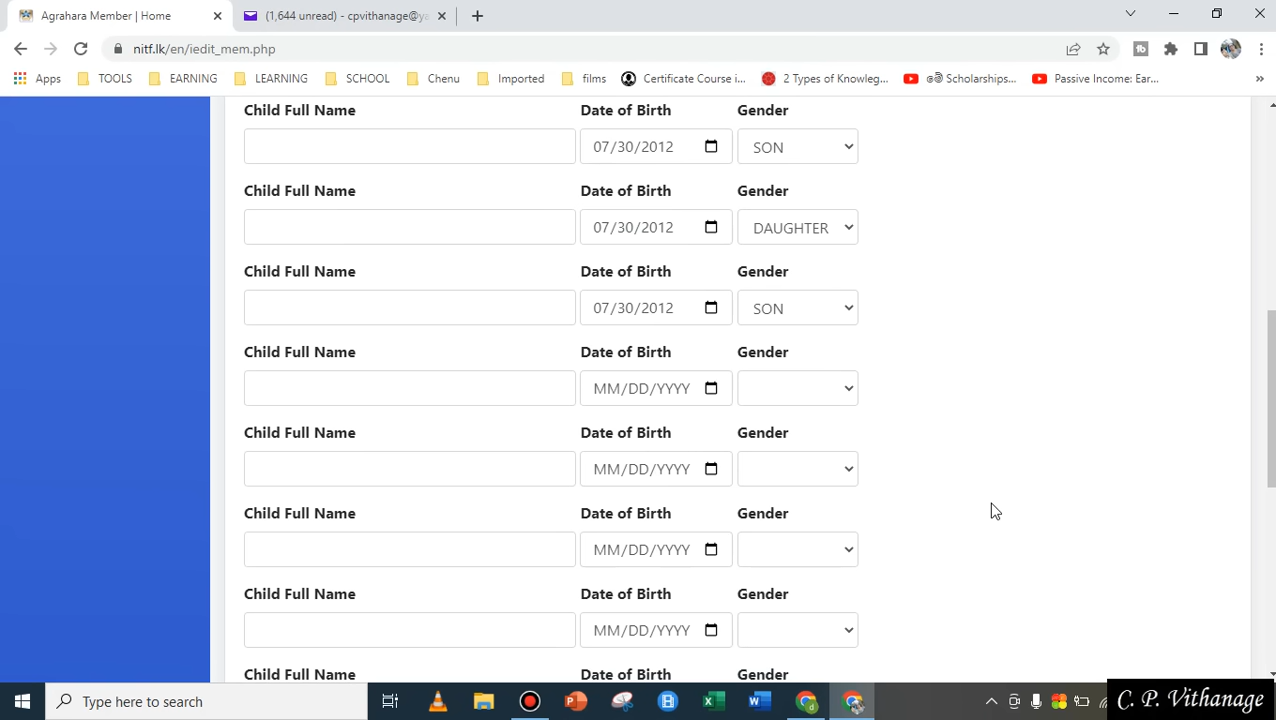 Agrahara Member | Home
(1,644 unread) - cpvithanage@ya
nitf.lk/en/iedit_mem.php
Apps TOOLS EARNING LEARNING SCHOOL Chenu Imported films Certificate Course i... 2 Types of Knowleg... මේ Scholarships... Passive Income: Ear... »
Child Full Name Date of Birth Gender
07/30/2012 SON
Child Full Name Date of Birth Gender
07/30/2012 DAUGHTER
Child Full Name Date of Birth Gender
07/30/2012 SON
Child Full Name Date of Birth Gender
MM/DD/YYYY
Child Full Name Date of Birth Gender
MM/DD/YYYY
Child Full Name Date of Birth Gender
MM/DD/YYYY
Child Full Name Date of Birth Gender
MM/DD/YYYY
Child Full Name Date of Birth Gender
Type here to search
C. P. Vithanage